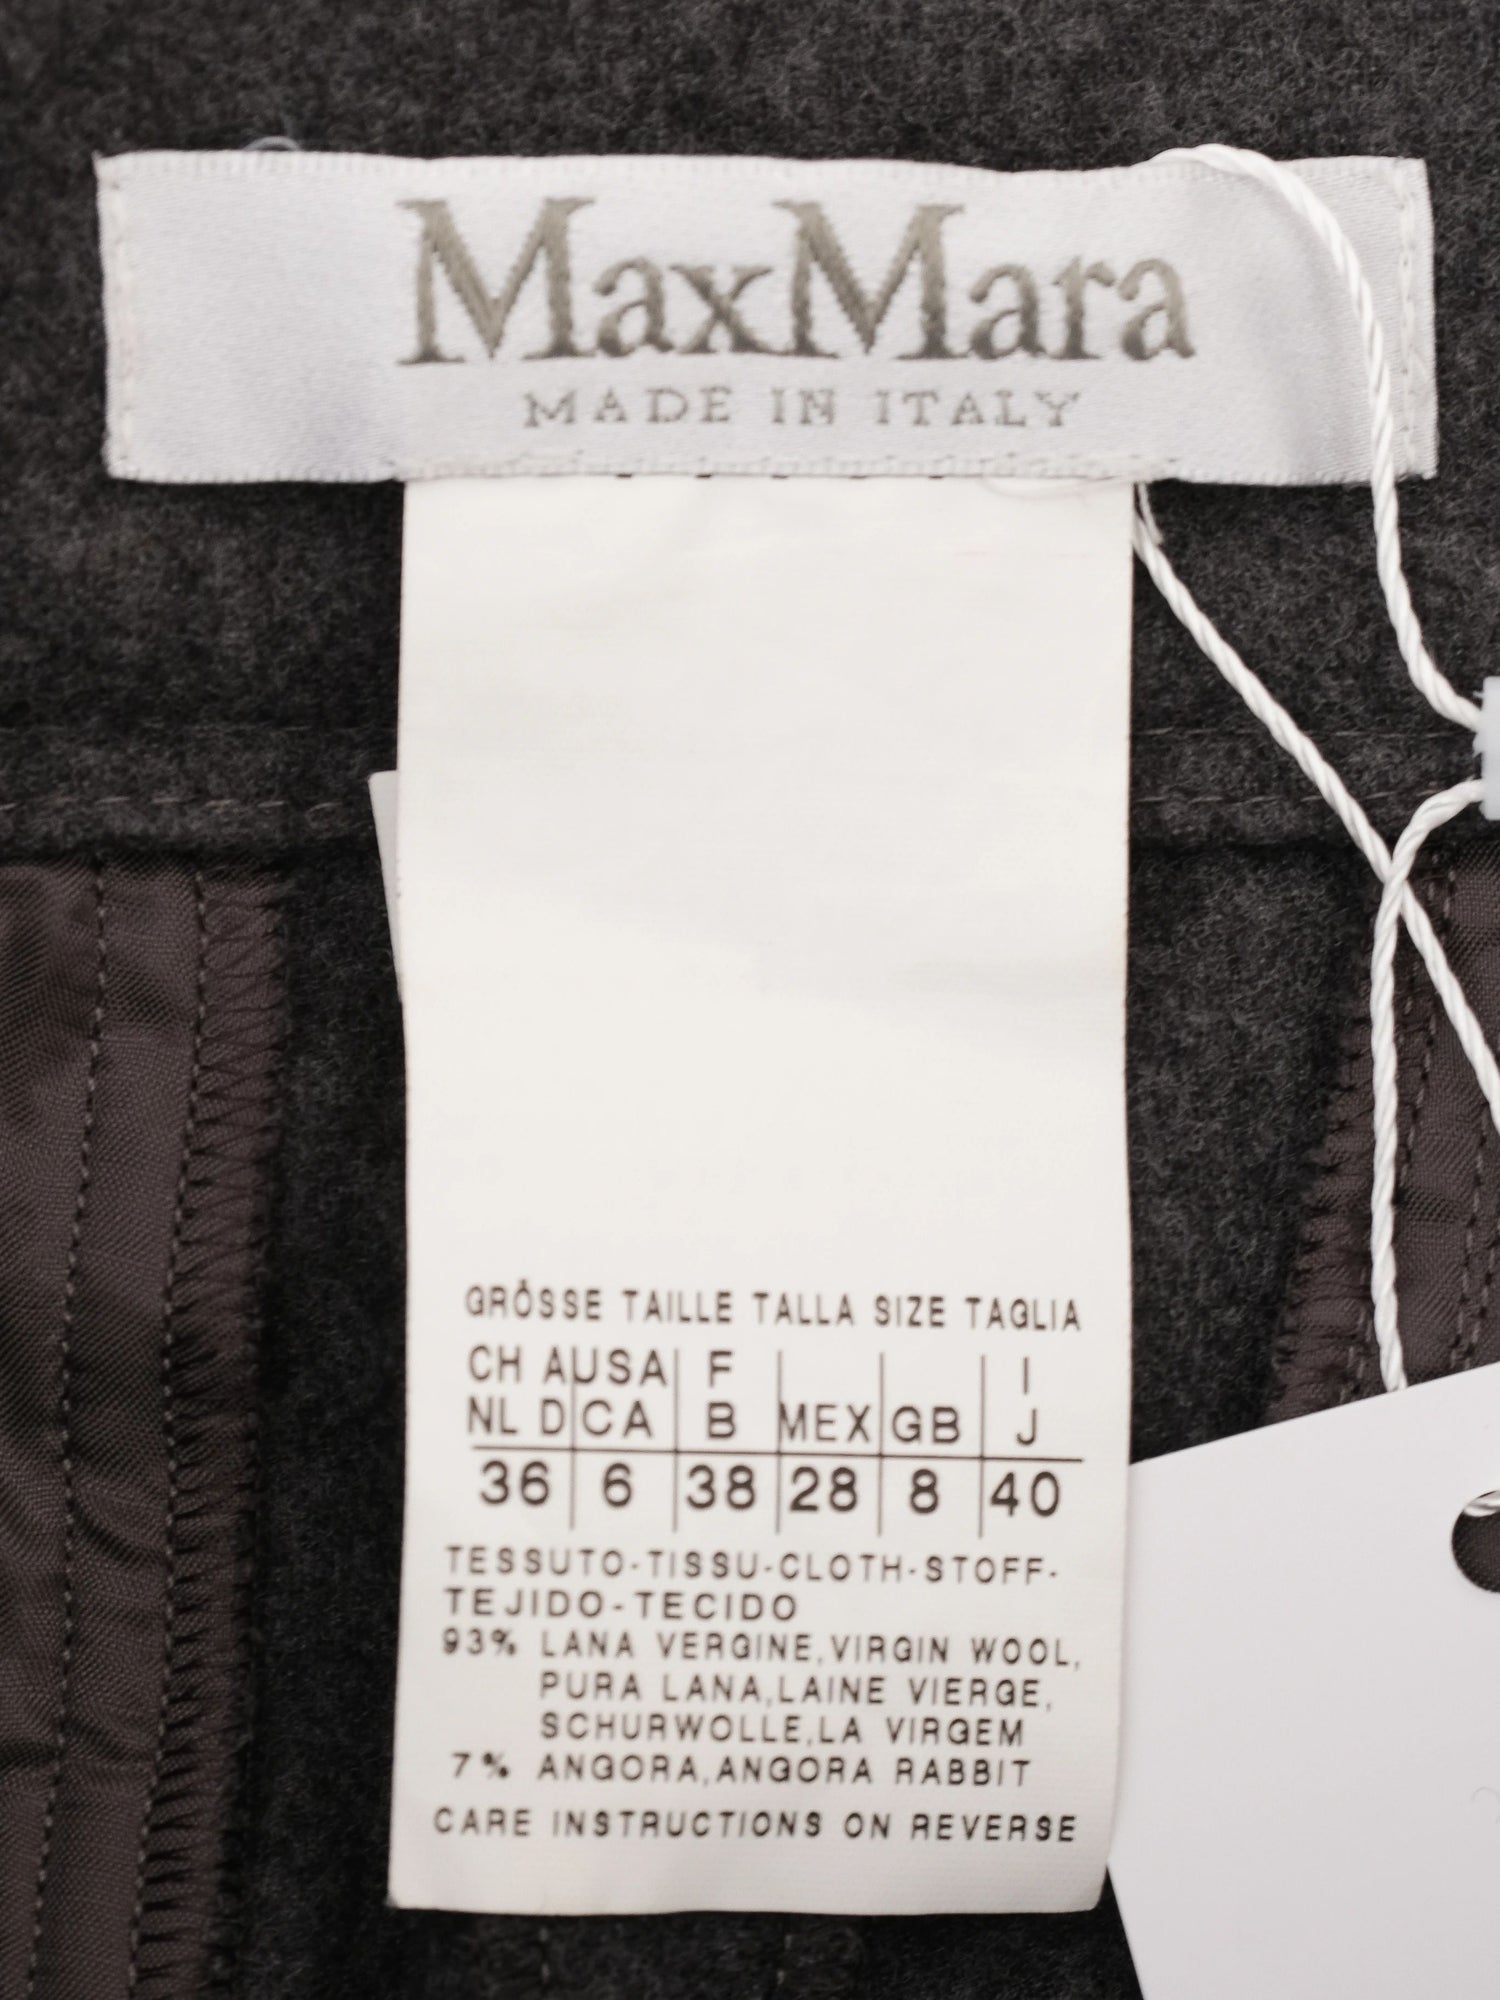 MaxMara
MADE IN ITALY
GRÖSSE TAILLE TALLA SIZE TAGLIA
CH A USA F I
NL D CA B MEX GB J
36 6 38 28 8 40
TESSUTO-TISSU-CLOTH-STOFF-
TEJIDO-TECIDO
93% LANA VERGINE,VIRGIN WOOL,
PURA LANA,LAINE VIERGE,
SCHURWOLLE,LA VIRGEM
7% ANGORA,ANGORA RABBIT
CARE INSTRUCTIONS ON REVERSE